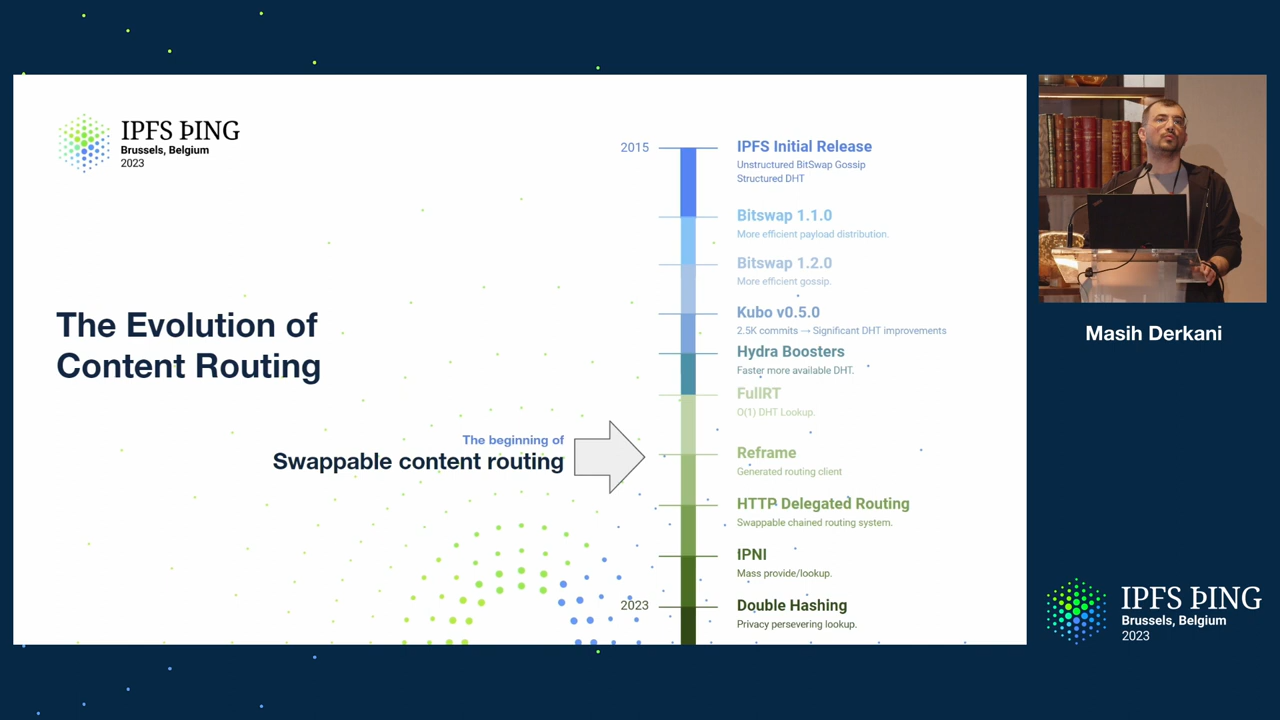 IPFS ÞING
Brussels, Belgium
2023
The Evolution of
Content Routing
The beginning of
Swappable content routing
2015
IPFS Initial Release
Unstructured BitSwap Gossip
Structured DHT
Bitswap 1.1.0
More efficient payload distribution.
Bitswap 1.2.0
More efficient gossip.
Kubo v0.5.0
2.5K commits → Significant DHT improvements
Hydra Boosters
Faster more available DHT.
FullRT
O(1) DHT Lookup.
Reframe
Generated routing client
HTTP Delegated Routing
Swappable chained routing system.
IPNI
Mass provide/lookup.
2023
Double Hashing
Privacy persevering lookup.
Masih Derkani
IPFS ÞING
Brussels, Belgium
2023